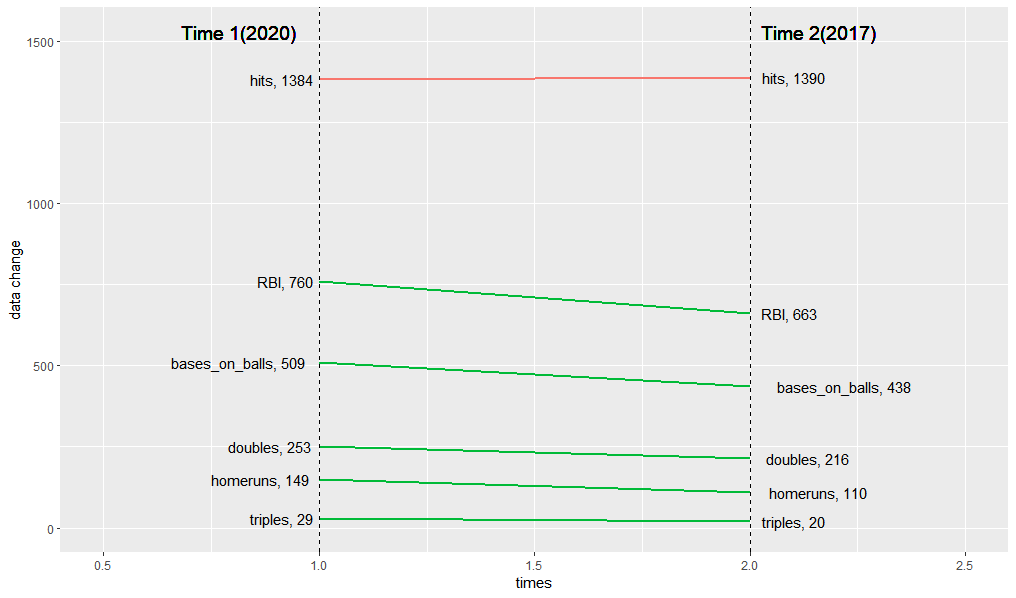 Time 1(2020) Time 2(2017)
1500
hits, 1384 hits, 1390
1000
data change
RBI, 760 RBI, 663
500
bases_on_balls, 509 bases_on_balls, 438
doubles, 253 doubles, 216
homeruns, 149 homeruns, 110
triples, 29 triples, 20
0
0.5 1.0 1.5 2.0 2.5
times